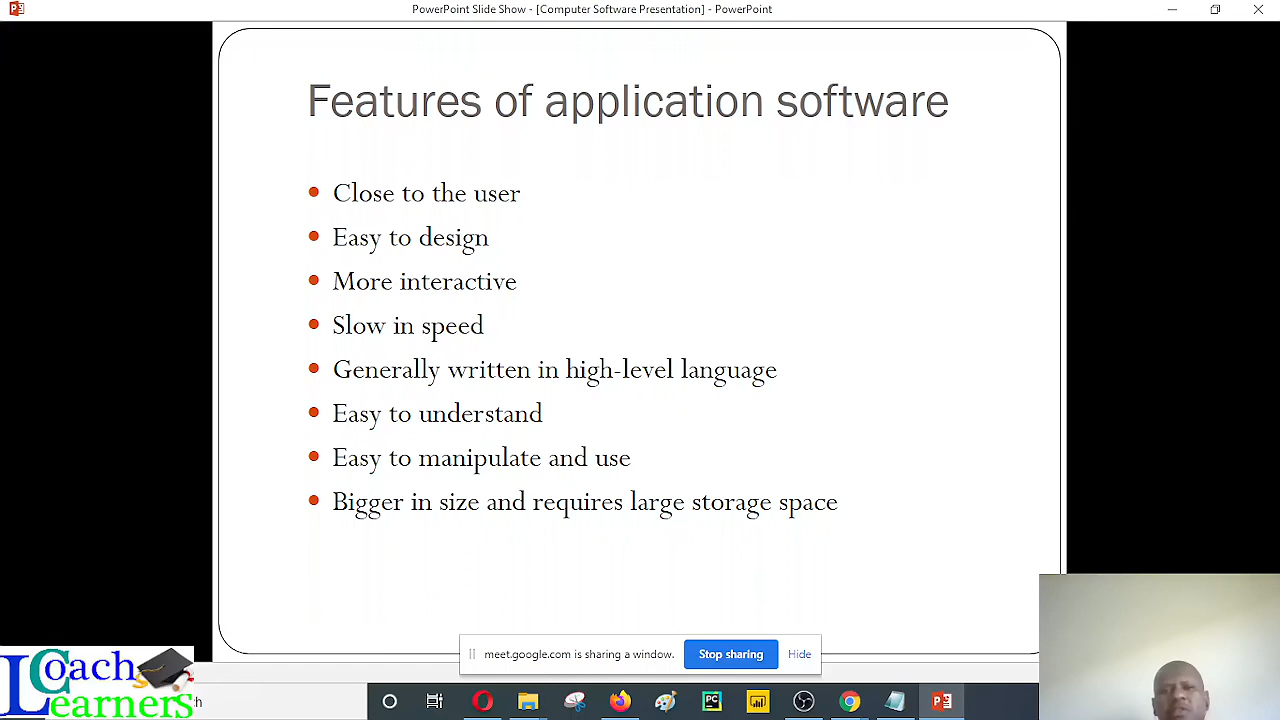 PowerPoint Slide Show - [Computer Software Presentation] - PowerPoint
Features of application software
Close to the user
Easy to design
More interactive
Slow in speed
Generally written in high-level language
Easy to understand
Easy to manipulate and use
Bigger in size and requires large storage space
meet.google.com is sharing a window.
Stop sharing
Hide
Coach
Learners
ch
PC